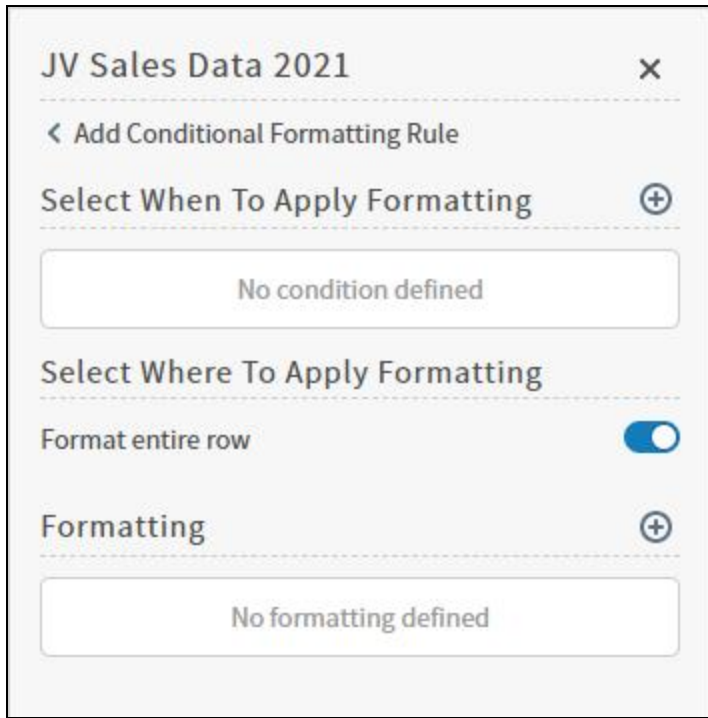 JV Sales Data 2021
Add Conditional Formatting Rule
Select When To Apply Formatting
No condition defined
Select Where To Apply Formatting
Format entire row
Formatting
No formatting defined